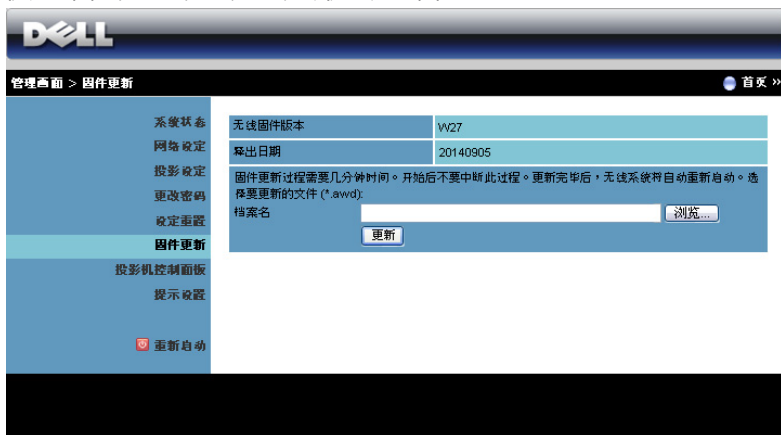 DELL
管理画面 > 固件更新
首页 »
系统状态
网络设定
投影设定
更改密码
设定重置
固件更新
投影机控制面板
提示设置
重新启动
无线固件版本 W27
释出日期 20140905
固件更新过程需要几分钟时间。开始后不要中断此过程。更新完毕后，无线系统将自动重新启动。选
择要更新的文件 (*.awd):
档案名 浏览...
更新